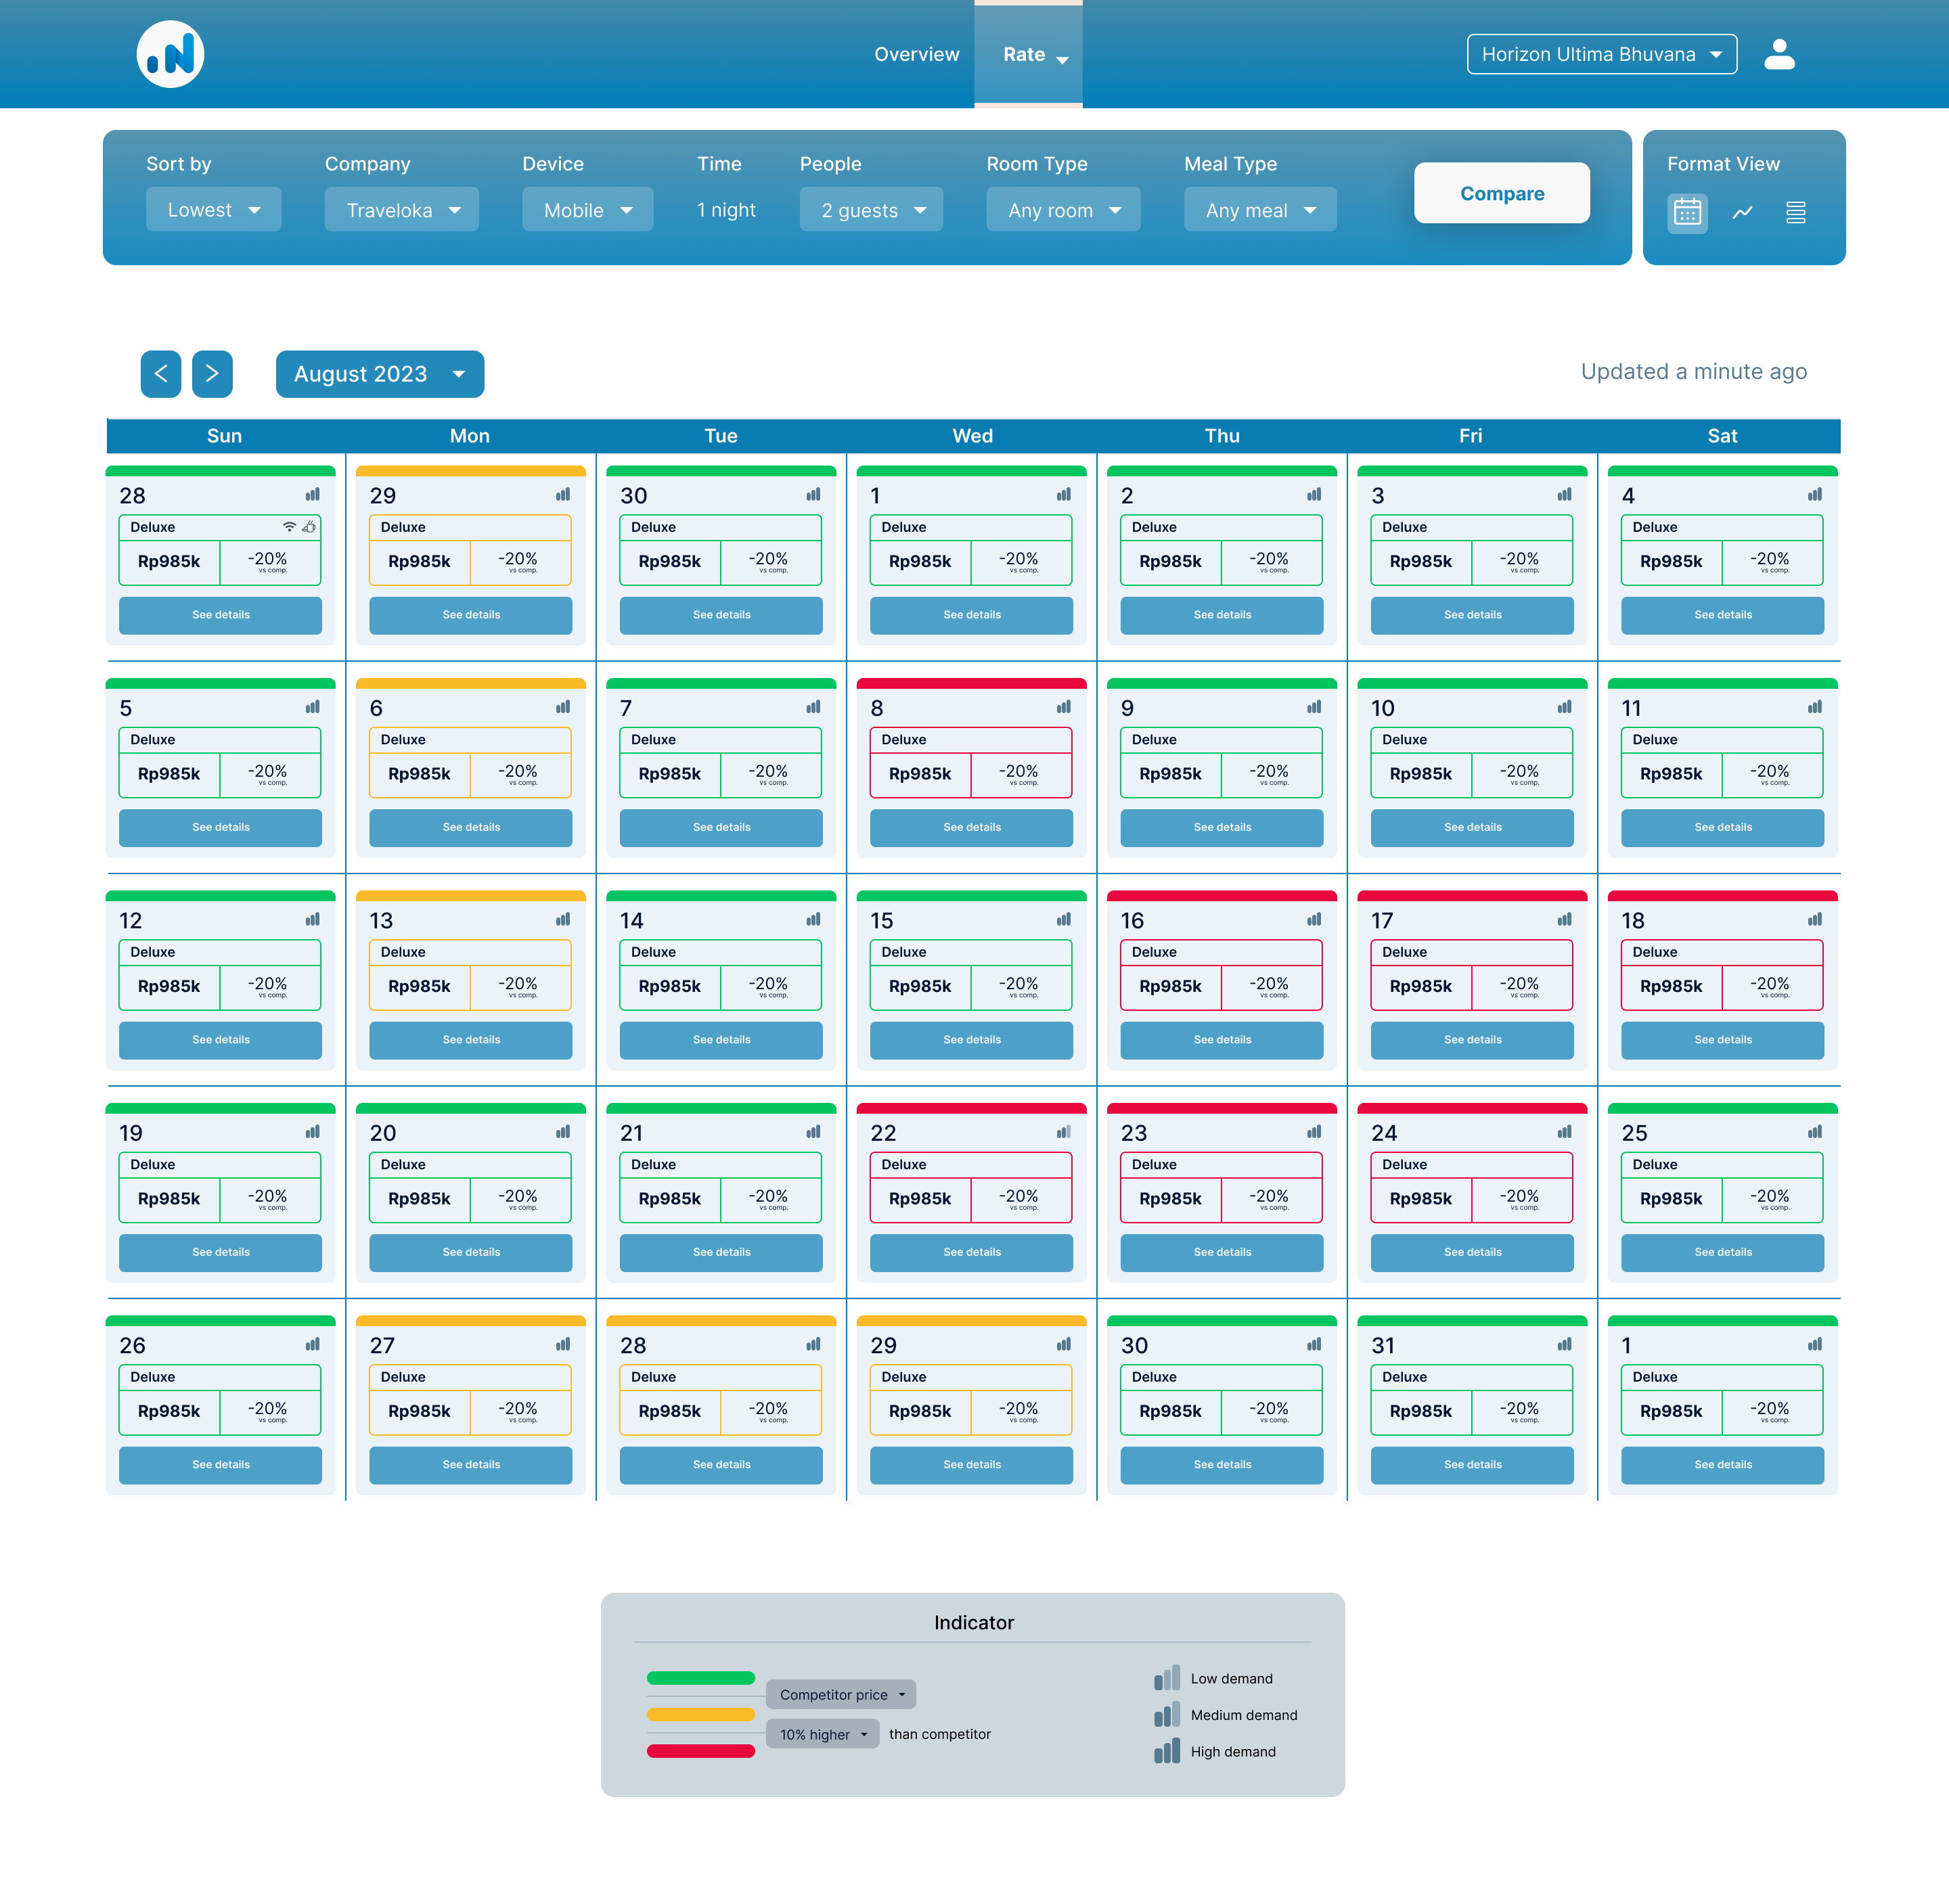 Overview Rate Horizon Ultima Bhuvana
Sort by Company Device Time People Room Type Meal Type Compare Format View
Lowest Traveloka Mobile 1 night 2 guests Any room Any meal
August 2023 Updated a minute ago
Sun Mon Tue Wed Thu Fri Sat
28 29 30 1 2 3 4
Deluxe Deluxe Deluxe Deluxe Deluxe Deluxe Deluxe
Rp985k -20% Rp985k -20% Rp985k -20% Rp985k -20% Rp985k -20% Rp985k -20% Rp985k -20%
vs comp. vs comp. vs comp. vs comp. vs comp. vs comp. vs comp.
See details See details See details See details See details See details See details
5 6 7 8 9 10 11
Deluxe Deluxe Deluxe Deluxe Deluxe Deluxe Deluxe
Rp985k -20% Rp985k -20% Rp985k -20% Rp985k -20% Rp985k -20% Rp985k -20% Rp985k -20%
vs comp. vs comp. vs comp. vs comp. vs comp. vs comp. vs comp.
See details See details See details See details See details See details See details
12 13 14 15 16 17 18
Deluxe Deluxe Deluxe Deluxe Deluxe Deluxe Deluxe
Rp985k -20% Rp985k -20% Rp985k -20% Rp985k -20% Rp985k -20% Rp985k -20% Rp985k -20%
vs comp. vs comp. vs comp. vs comp. vs comp. vs comp. vs comp.
See details See details See details See details See details See details See details
19 20 21 22 23 24 25
Deluxe Deluxe Deluxe Deluxe Deluxe Deluxe Deluxe
Rp985k -20% Rp985k -20% Rp985k -20% Rp985k -20% Rp985k -20% Rp985k -20% Rp985k -20%
vs comp. vs comp. vs comp. vs comp. vs comp. vs comp. vs comp.
See details See details See details See details See details See details See details
26 27 28 29 30 31 1
Deluxe Deluxe Deluxe Deluxe Deluxe Deluxe Deluxe
Rp985k -20% Rp985k -20% Rp985k -20% Rp985k -20% Rp985k -20% Rp985k -20% Rp985k -20%
vs comp. vs comp. vs comp. vs comp. vs comp. vs comp. vs comp.
See details See details See details See details See details See details See details
Indicator
Competitor price
10% higher than competitor
Low demand
Medium demand
High demand